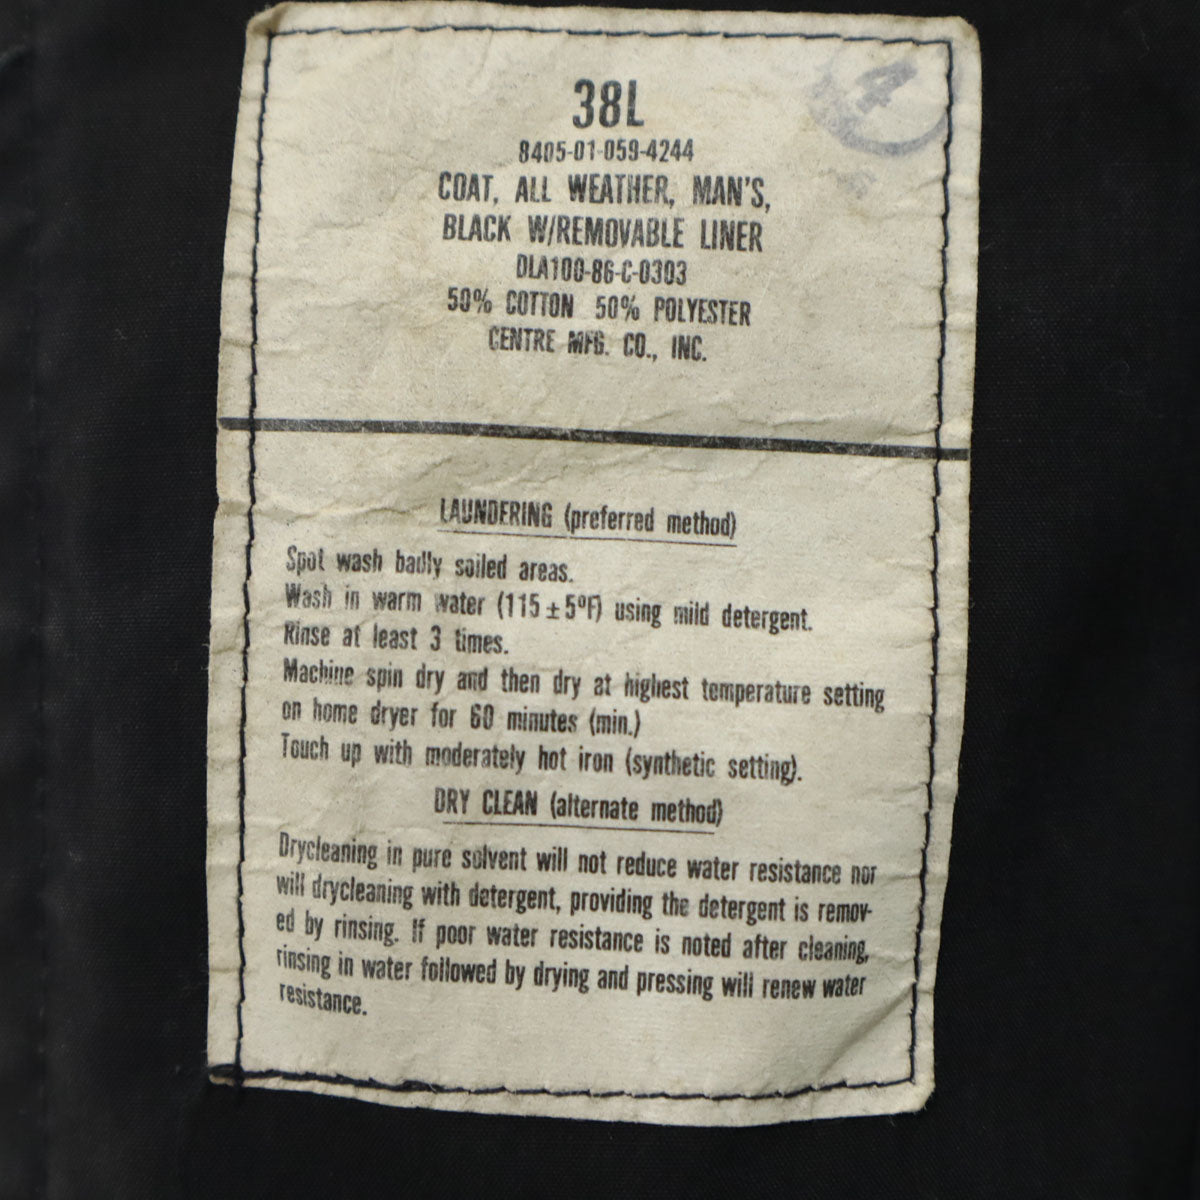 4
38L
8405-01-059-4244
COAT, ALL WEATHER, MAN'S,
BLACK W/REMOVABLE LINER
DLA100-86-C-0303
50% COTTON 50% POLYESTER
CENTRE MFG. CO., INC.
LAUNDERING (preferred method)
Spot wash badly soiled areas.
Wash in warm water (115 ± 5ºF) using mild detergent.
Rinse at least 3 times.
Machine spin dry and then dry at highest temperature setting
on home dryer for 60 minutes (min.)
Touch up with moderately hot iron (synthetic setting).
DRY CLEAN (alternate method)
Drycleaning in pure solvent will not reduce water resistance nor
will drycleaning with detergent, providing the detergent is remov-
ed by rinsing. If poor water resistance is noted after cleaning,
rinsing in water followed by drying and pressing will renew water
resistance.